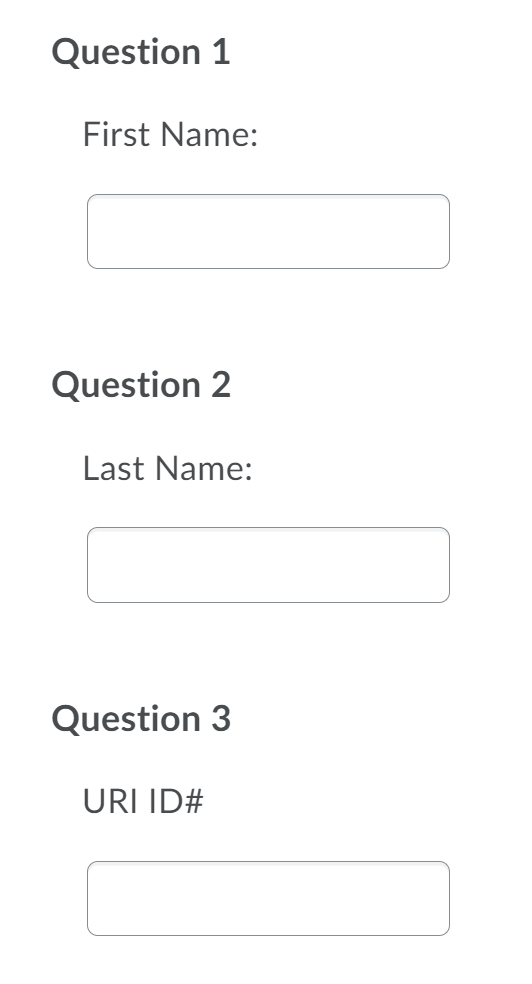 Question 1
First Name:
Question 2
Last Name:
Question 3
URI ID#